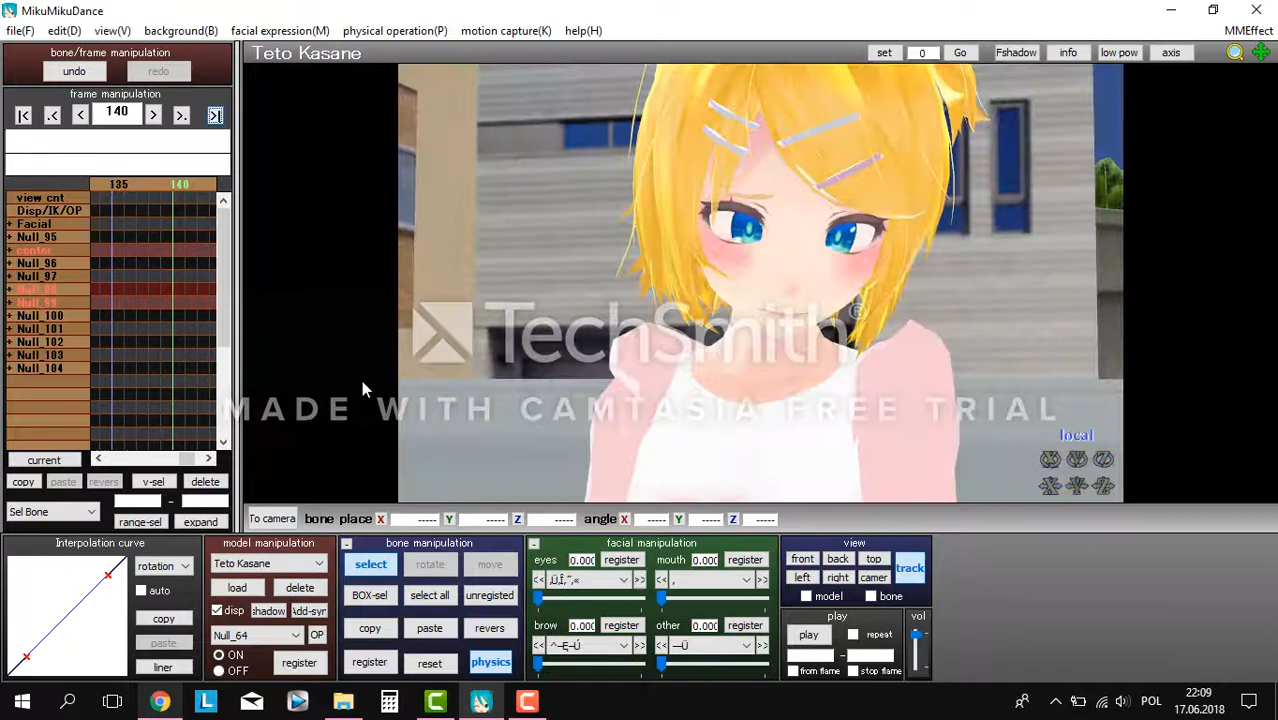 MikuMikuDance
file(F) edit(D) view(V) background(B) facial expression(M) physical operation(P) motion capture(K) help(H) MMEffect
bone/frame manipulation
undo redo
frame manipulation
|< .< < 140 > >. >|
135 140
view cnt
Disp/IK/OP
+ Facial
+ Null_95
+ center
+ Null_96
+ Null_97
+ Null_98
+ Null_99
+ Null_100
+ Null_101
+ Null_102
+ Null_103
+ Null_104
current < >
copy paste revers v-sel delete
Sel Bone -
range-sel expand
Teto Kasane set 0 Go Fshadow info low pow axis
TechSmith®
MADE WITH CAMTASIA FREE TRIAL
local
To camera bone place X ----- Y ----- Z ----- angle X ----- Y ----- Z -----
Interpolation curve
rotation
auto
copy
paste
liner
model manipulation
Teto Kasane
load delete
disp shadow Add-syn
Null_64 OP
ON
OFF
register
bone manipulation
select rotate move
BOX-sel select all unregisted
copy paste revers
register reset physics
facial manipulation
eyes 0.000 register mouth 0.000 register
<< >> << , >>
brow 0.000 register other 0.000 register
<< ^—Ę–Ú >> << —Ü >>
view
front back top
left right camer track
model bone
play
play repeat
-
from flame stop flame
vol
POL 22:09
17.06.2018